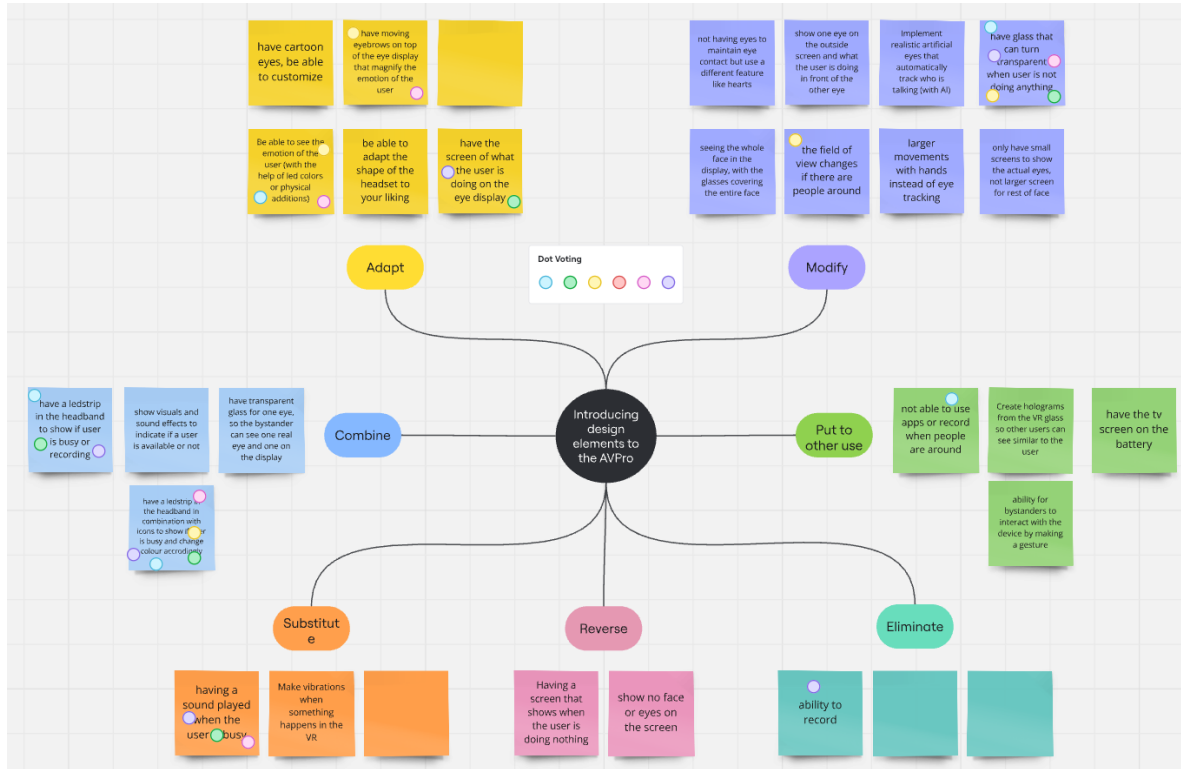 have cartoon
eyes, be able
to customize
have moving
eyebrows on top
of the eye display
that magnify the
emotion of the
user
Be able to see the
emotion of the
user (with the
help of led colors
or physical
additions)
be able to
adapt the
shape of the
headset to
your liking
have the
screen of what
the user is
doing on the
eye display
not having eyes to
maintain eye
contact but use a
different feature
like hearts
show one eye on
the outside
screen and what
the user is doing
in front of the
other eye
Implement
realistic artificial
eyes that
automatically
track who is
talking (with AI)
have glass that
can turn
transparent
when user is not
doing anything
seeing the whole
face in the
display, with the
glasses covering
the entire face
the field of
view changes
if there are
people around
larger
movements with
hands instead
of eye
tracking
only have small
screens to show
the actual eyes,
not larger screen
for rest of face
Adapt
Dot Voting
Modify
have a ledstrip
in the headband
to show if user
is busy or
recording
show visuals and
sound effects to
indicate if a user
is available or not
have transparent
glass for one eye,
so the bystander
can see one real
eye and one on
the display
have a ledstrip
the headband in
combination with
icons to show
is busy and change
colour accrodingly
Combine
Introducing
design
elements to
the AVPro
Put to
other use
not able to use
apps or record
when people
are around
Create holograms
from the VR glass
so other users can
see similar to the
user
have the tv
screen on the
battery
ability for
bystanders to
interact with the
device by making
a gesture
Substitut
e
Reverse
Eliminate
having a
sound played
when the
user busy
Make vibrations
when
something
happens in the
VR
Having a
screen that
shows when
the user is
doing nothing
show no face
or eyes on
the screen
ability to
record